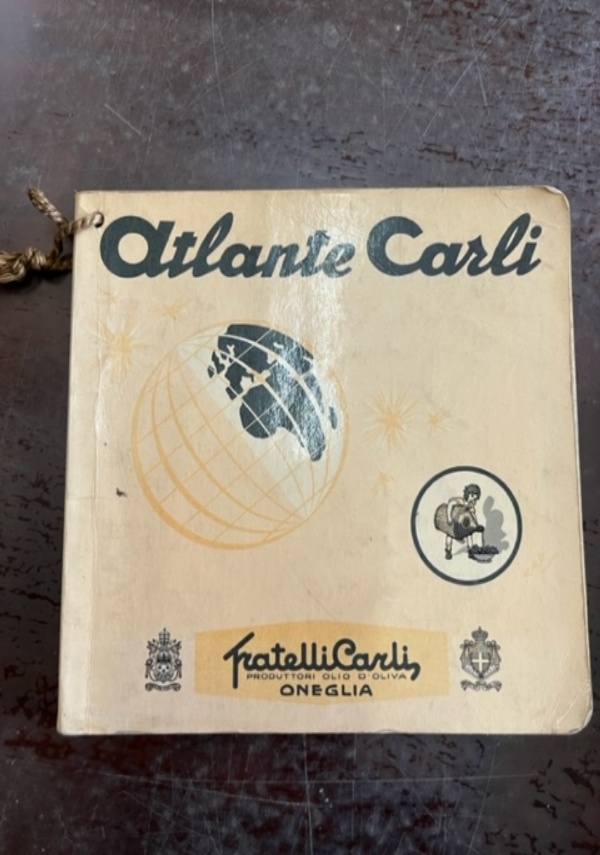 Atlante Carli
Fratelli Carli
PRODUTTORI OLIO D'OLIVA
ONEGLIA